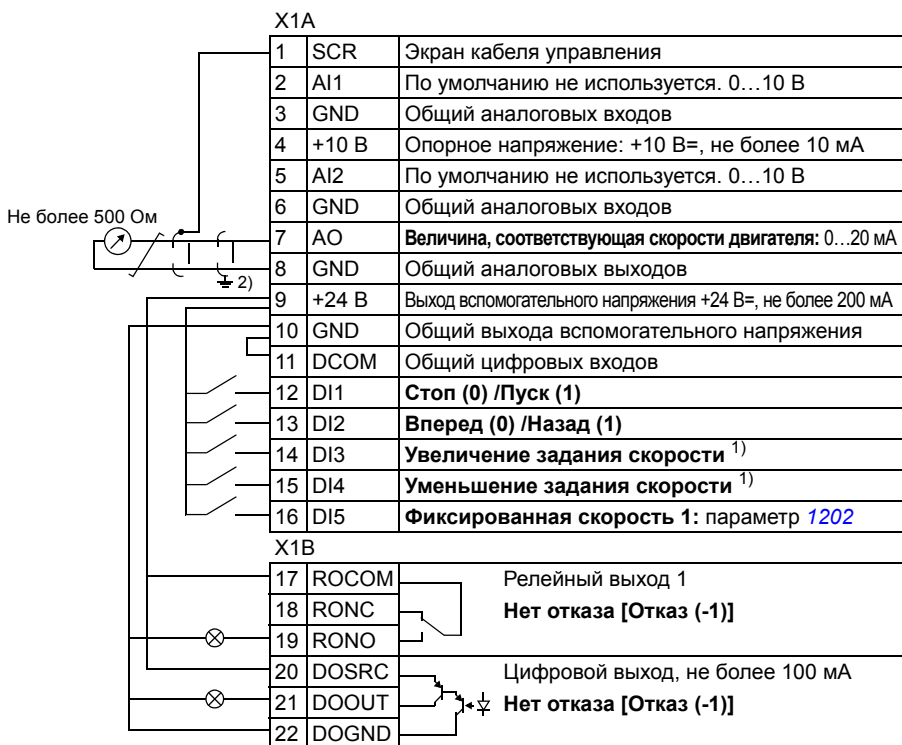 X1A
1 SCR Экран кабеля управления
2 AI1 По умолчанию не используется. 0…10 В
3 GND Общий аналоговых входов
4 +10 В Опорное напряжение: +10 В=, не более 10 мА
5 AI2 По умолчанию не используется. 0…10 В
6 GND Общий аналоговых входов
Не более 500 Ом
7 AO Величина, соответствующая скорости двигателя: 0…20 мА
8 GND Общий аналоговых выходов
2)
9 +24 В Выход вспомогательного напряжения +24 В=, не более 200 мА
10 GND Общий выхода вспомогательного напряжения
11 DCOM Общий цифровых входов
12 DI1 Стоп (0) /Пуск (1)
13 DI2 Вперед (0) /Назад (1)
14 DI3 Увеличение задания скорости 1)
15 DI4 Уменьшение задания скорости 1)
16 DI5 Фиксированная скорость 1: параметр 1202
X1B
17 ROCOM Релейный выход 1
18 RONC Нет отказа [Отказ (-1)]
19 RONO
20 DOSRC Цифровой выход, не более 100 мА
21 DOOUT Нет отказа [Отказ (-1)]
22 DOGND